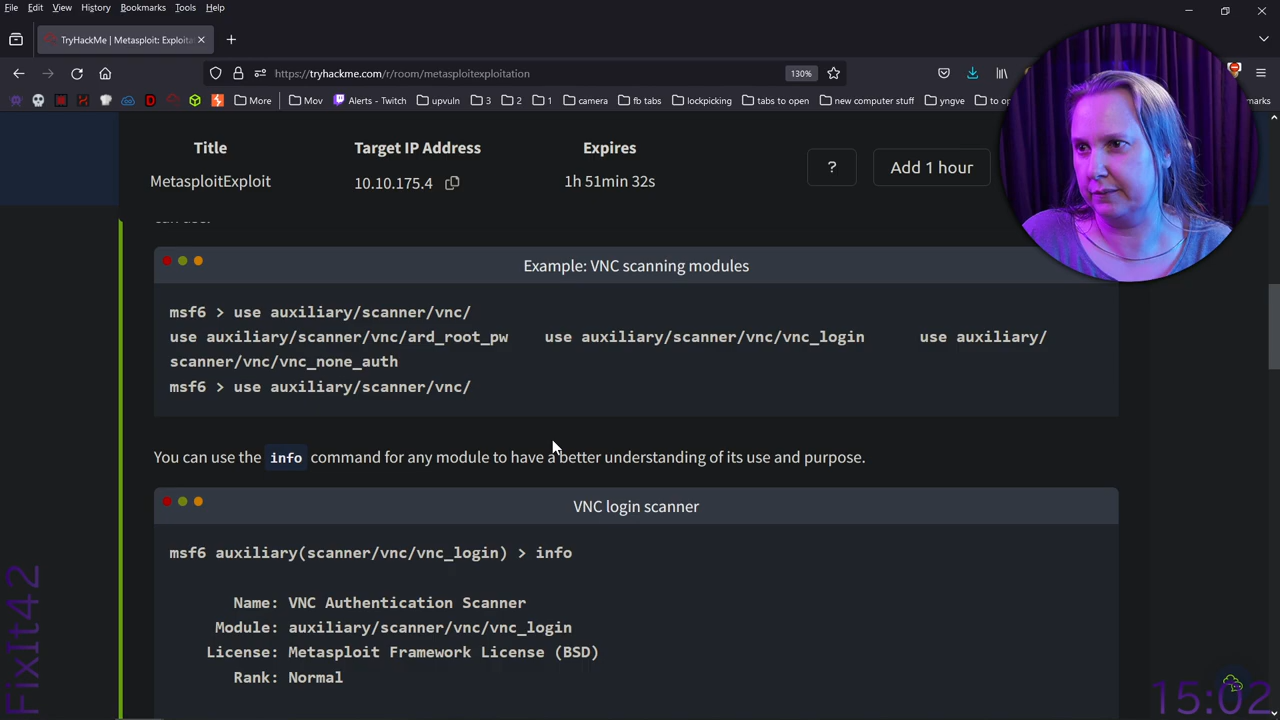 File Edit View History Bookmarks Tools Help
TryHackMe | Metasploit: Exploita
https://tryhackme.com/r/room/metasploitexploitation
130%
More Mov Alerts - Twitch upvuln 3 2 1 camera fb tabs lockpicking tabs to open new computer stuff yngve to op marks
Title Target IP Address Expires
MetasploitExploit 10.10.175.4 1h 51min 32s
? Add 1 hour
can use.
Example: VNC scanning modules
msf6 > use auxiliary/scanner/vnc/
use auxiliary/scanner/vnc/ard_root_pw use auxiliary/scanner/vnc/vnc_login use auxiliary/
scanner/vnc/vnc_none_auth
msf6 > use auxiliary/scanner/vnc/
You can use the info command for any module to have a better understanding of its use and purpose.
VNC login scanner
msf6 auxiliary(scanner/vnc/vnc_login) > info
Name: VNC Authentication Scanner
Module: auxiliary/scanner/vnc/vnc_login
License: Metasploit Framework License (BSD)
Rank: Normal
FixIt42
15:02